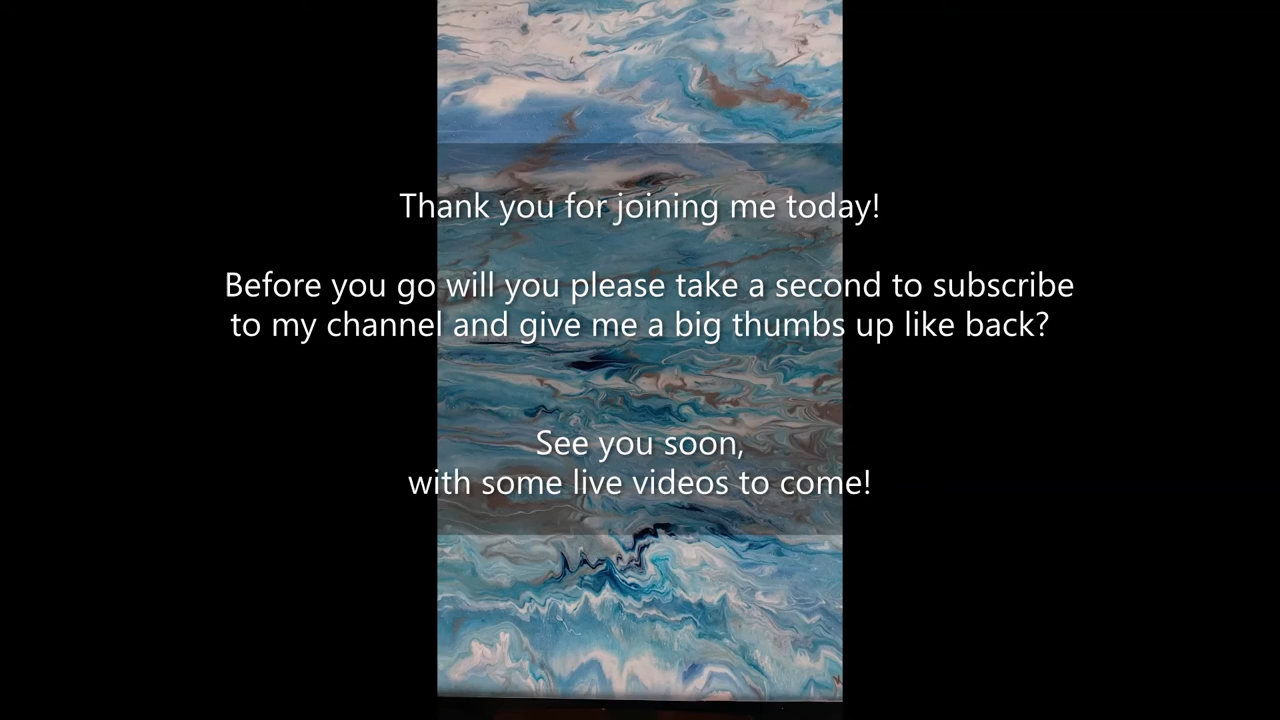 Thank you for joining me today!
Before you go will you please take a second to subscribe
to my channel and give me a big thumbs up like back?
See you soon,
with some live videos to come!